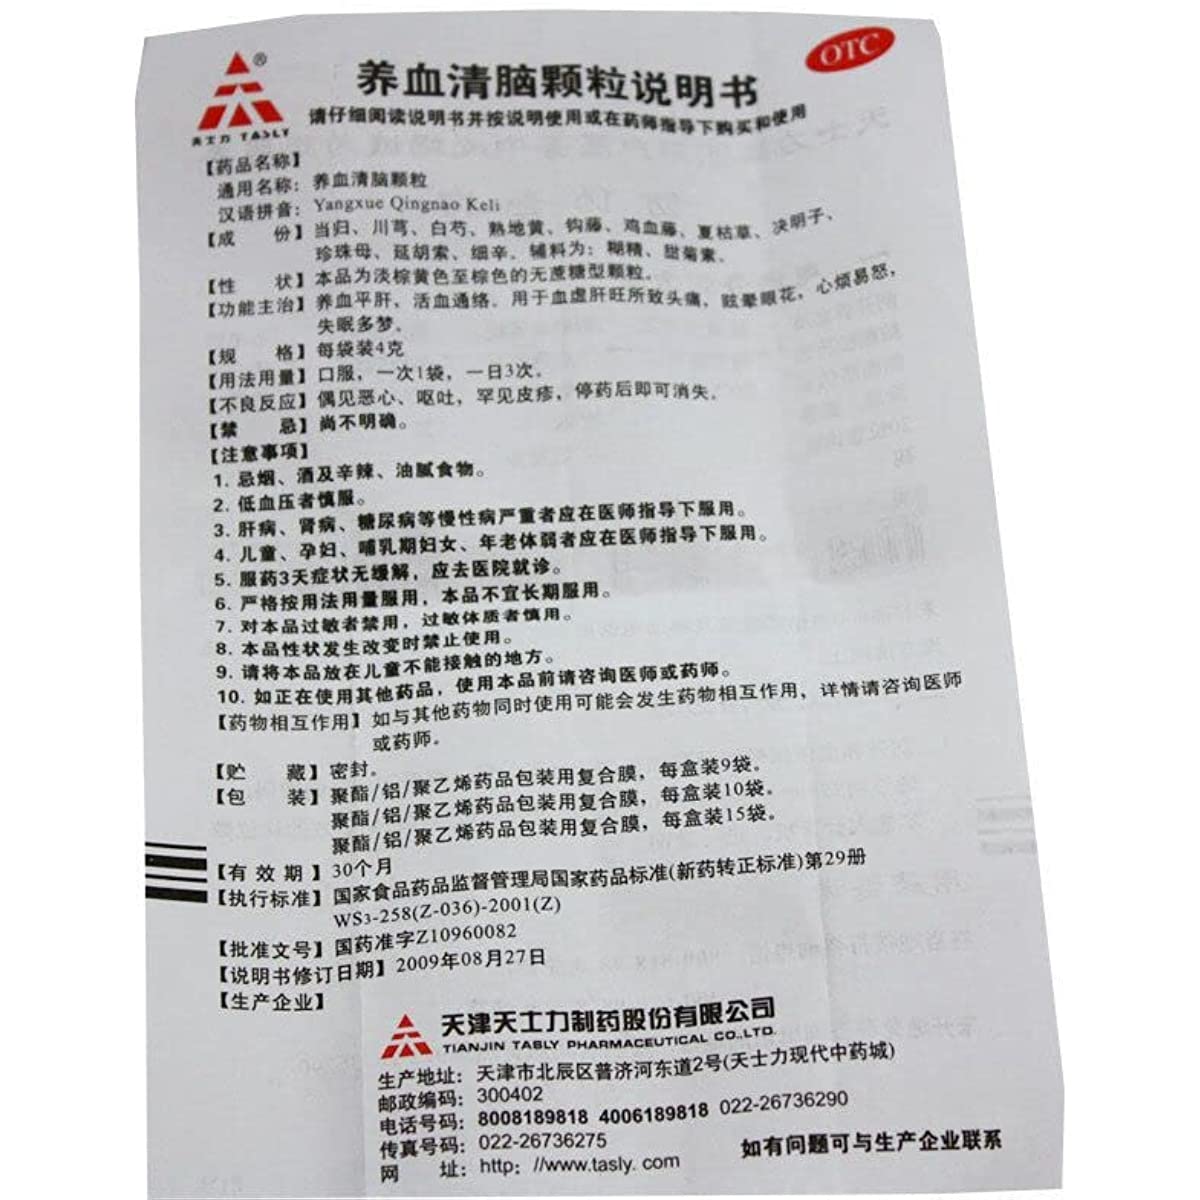 OTC
天士力 TASLY®
养血清脑颗粒说明书
请仔细阅读说明书并按说明使用或在药师指导下购买和使用
【药品名称】
通用名称：养血清脑颗粒
汉语拼音：Yangxue Qingnao Keli
【成 份】当归、川芎、白芍、熟地黄、钩藤、鸡血藤、夏枯草、决明子、
珍珠母、延胡索、细辛。辅料为：糊精、甜菊素。
【性 状】本品为淡棕黄色至棕色的无蔗糖型颗粒。
【功能主治】养血平肝、活血通络。用于血虚肝旺所致头痛，眩晕眼花，心烦易怒，
失眠多梦。
【规 格】每袋装4克
【用法用量】口服，一次1袋，一日3次。
【不良反应】偶见恶心、呕吐，罕见皮疹，停药后即可消失。
【禁 忌】尚不明确。
【注意事项】
1. 忌烟、酒及辛辣、油腻食物。
2. 低血压者慎服。
3. 肝病、肾病、糖尿病等慢性病严重者应在医师指导下服用。
4. 儿童、孕妇、哺乳期妇女、年老体弱者应在医师指导下服用。
5. 服药3天症状无缓解，应去医院就诊。
6. 严格按用法用量服用，本品不宜长期服用。
7. 对本品过敏者禁用，过敏体质者慎用。
8. 本品性状发生改变时禁止使用。
9. 请将本品放在儿童不能接触的地方。
10. 如正在使用其他药品，使用本品前请咨询医师或药师。
【药物相互作用】如与其他药物同时使用可能会发生药物相互作用，详情请咨询医师
或药师。
【贮 藏】密封。
【包 装】聚酯/铝/聚乙烯药品包装用复合膜，每盒装9袋。
聚酯/铝/聚乙烯药品包装用复合膜，每盒装10袋。
聚酯/铝/聚乙烯药品包装用复合膜，每盒装15袋。
【有 效 期】30个月
【执行标准】国家食品药品监督管理局国家药品标准(新药转正标准)第29册
WS3-258(Z-036)-2001(Z)
【批准文号】国药准字Z10960082
【说明书修订日期】2009年08月27日
【生产企业】
天津天士力制药股份有限公司
TIANJIN TASLY PHARMACEUTICAL CO.,LTD.
生产地址：天津市北辰区普济河东道2号(天士力现代中药城)
邮政编码：300402
电话号码：8008189818 4006189818 022-26736290
传真号码：022-26736275
网 址：http: //www.tasly. com
如有问题可与生产企业联系